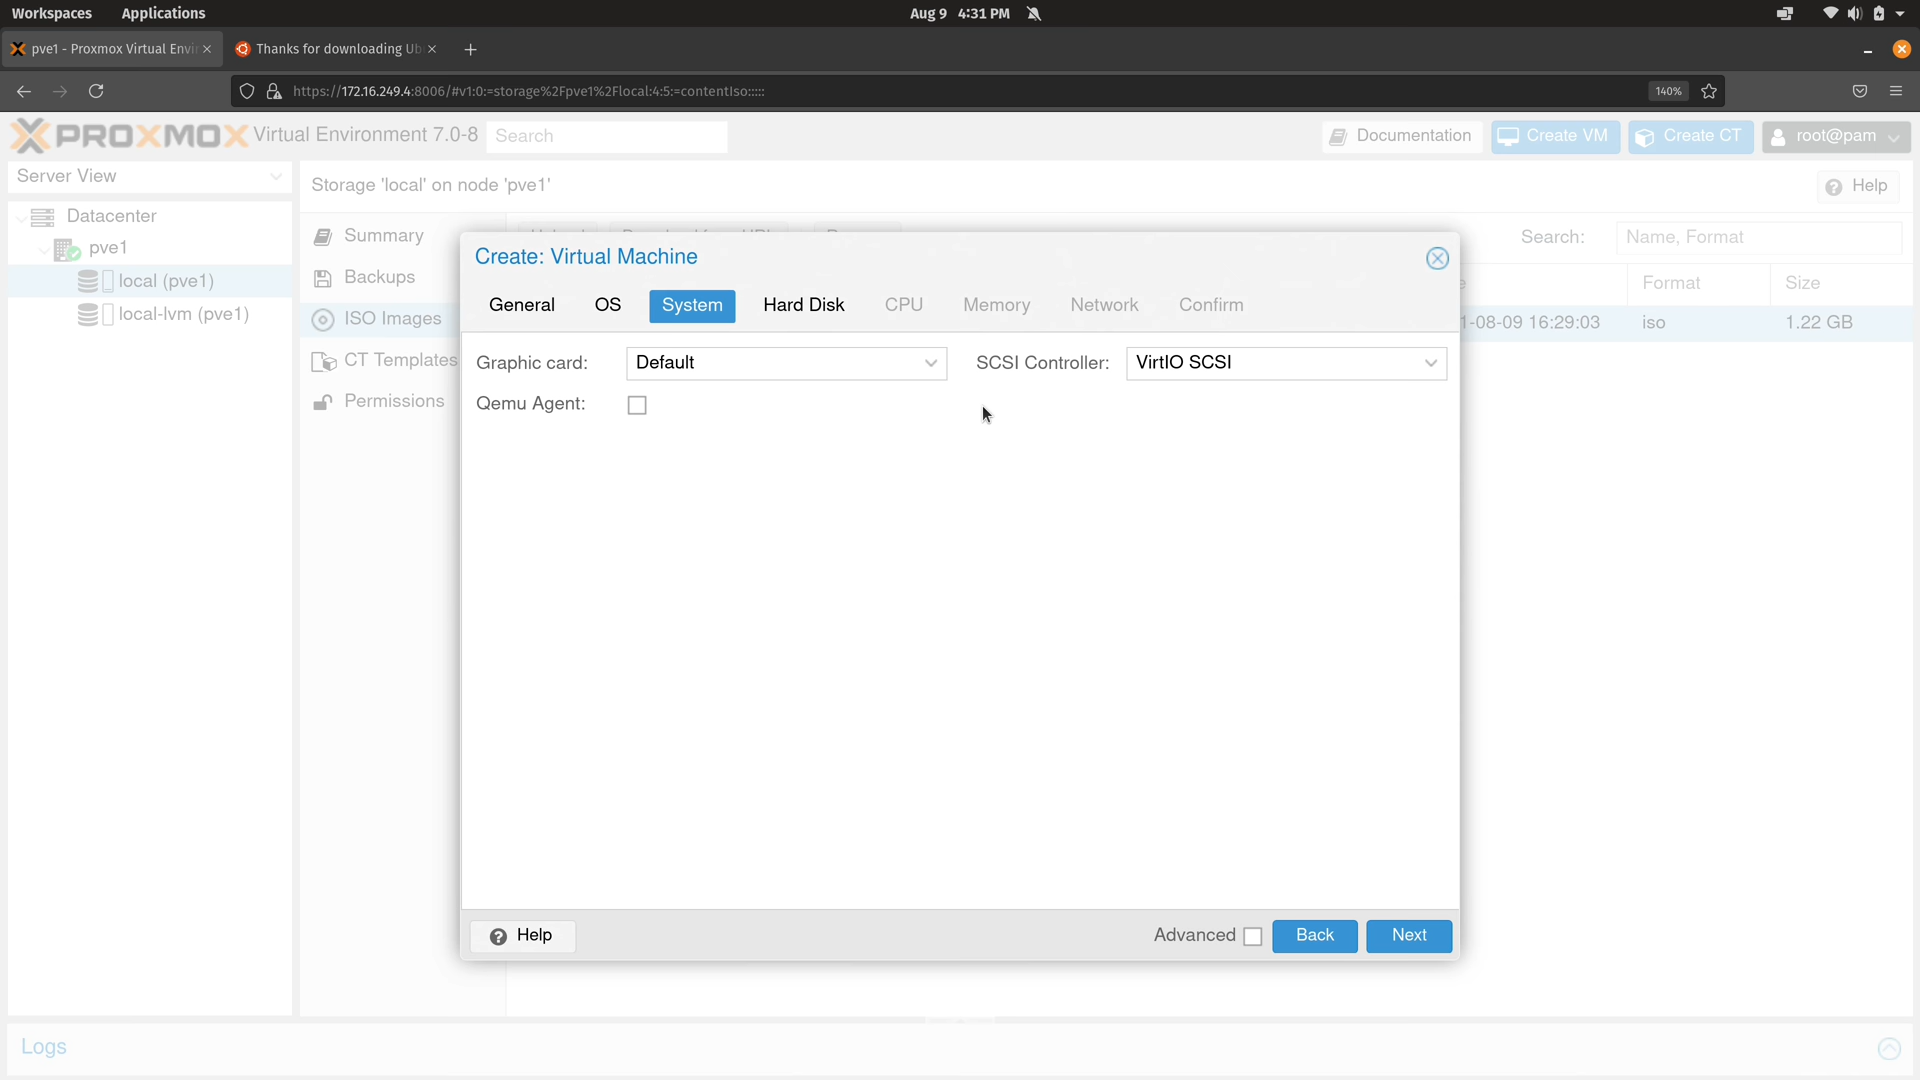 Workspaces Applications Aug 9 4:31 PM
pve1 - Proxmox Virtual Envir Thanks for downloading Ub
https://172.16.249.4:8006/#v1:0:=storage%2Fpve1%2Flocal:4:5:=contentIso::::: 140%
PROXMOX Virtual Environment 7.0-8 Search Documentation Create VM Create CT root@pam
Server View Storage 'local' on node 'pve1' Help
Datacenter
pve1
local (pve1)
local-lvm (pve1)
Summary
Backups
ISO Images
CT Templates
Permissions
Search: Name, Format
Format Size
1-08-09 16:29:03 iso 1.22 GB
Create: Virtual Machine
General OS System Hard Disk CPU Memory Network Confirm
Graphic card: Default SCSI Controller: VirtIO SCSI
Qemu Agent:
Help Advanced Back Next
Logs